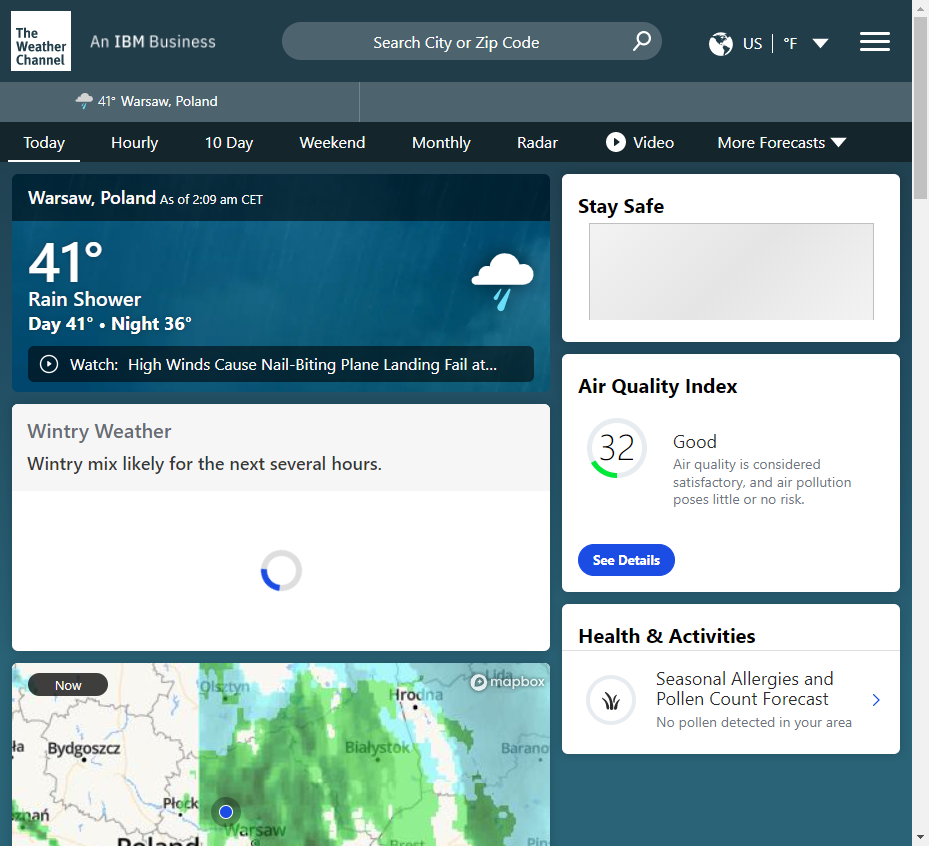 The
Weather
Channel
An IBM Business
Search City or Zip Code
US | °F
41° Warsaw, Poland
Today
Hourly
10 Day
Weekend
Monthly
Radar
Video
More Forecasts
Warsaw, Poland As of 2:09 am CET
41°
Rain Shower
Day 41° • Night 36°
Watch: High Winds Cause Nail-Biting Plane Landing Fail at...
Wintry Weather
Wintry mix likely for the next several hours.
Now
mapbox
Olsztyn
Hrodna
Bydgoszcz
Białystok
Barano
Płock
Warsaw
Poland
Brest
Pin
Stay Safe
Air Quality Index
32
Good
Air quality is considered
satisfactory, and air pollution
poses little or no risk.
See Details
Health & Activities
Seasonal Allergies and
Pollen Count Forecast
No pollen detected in your area